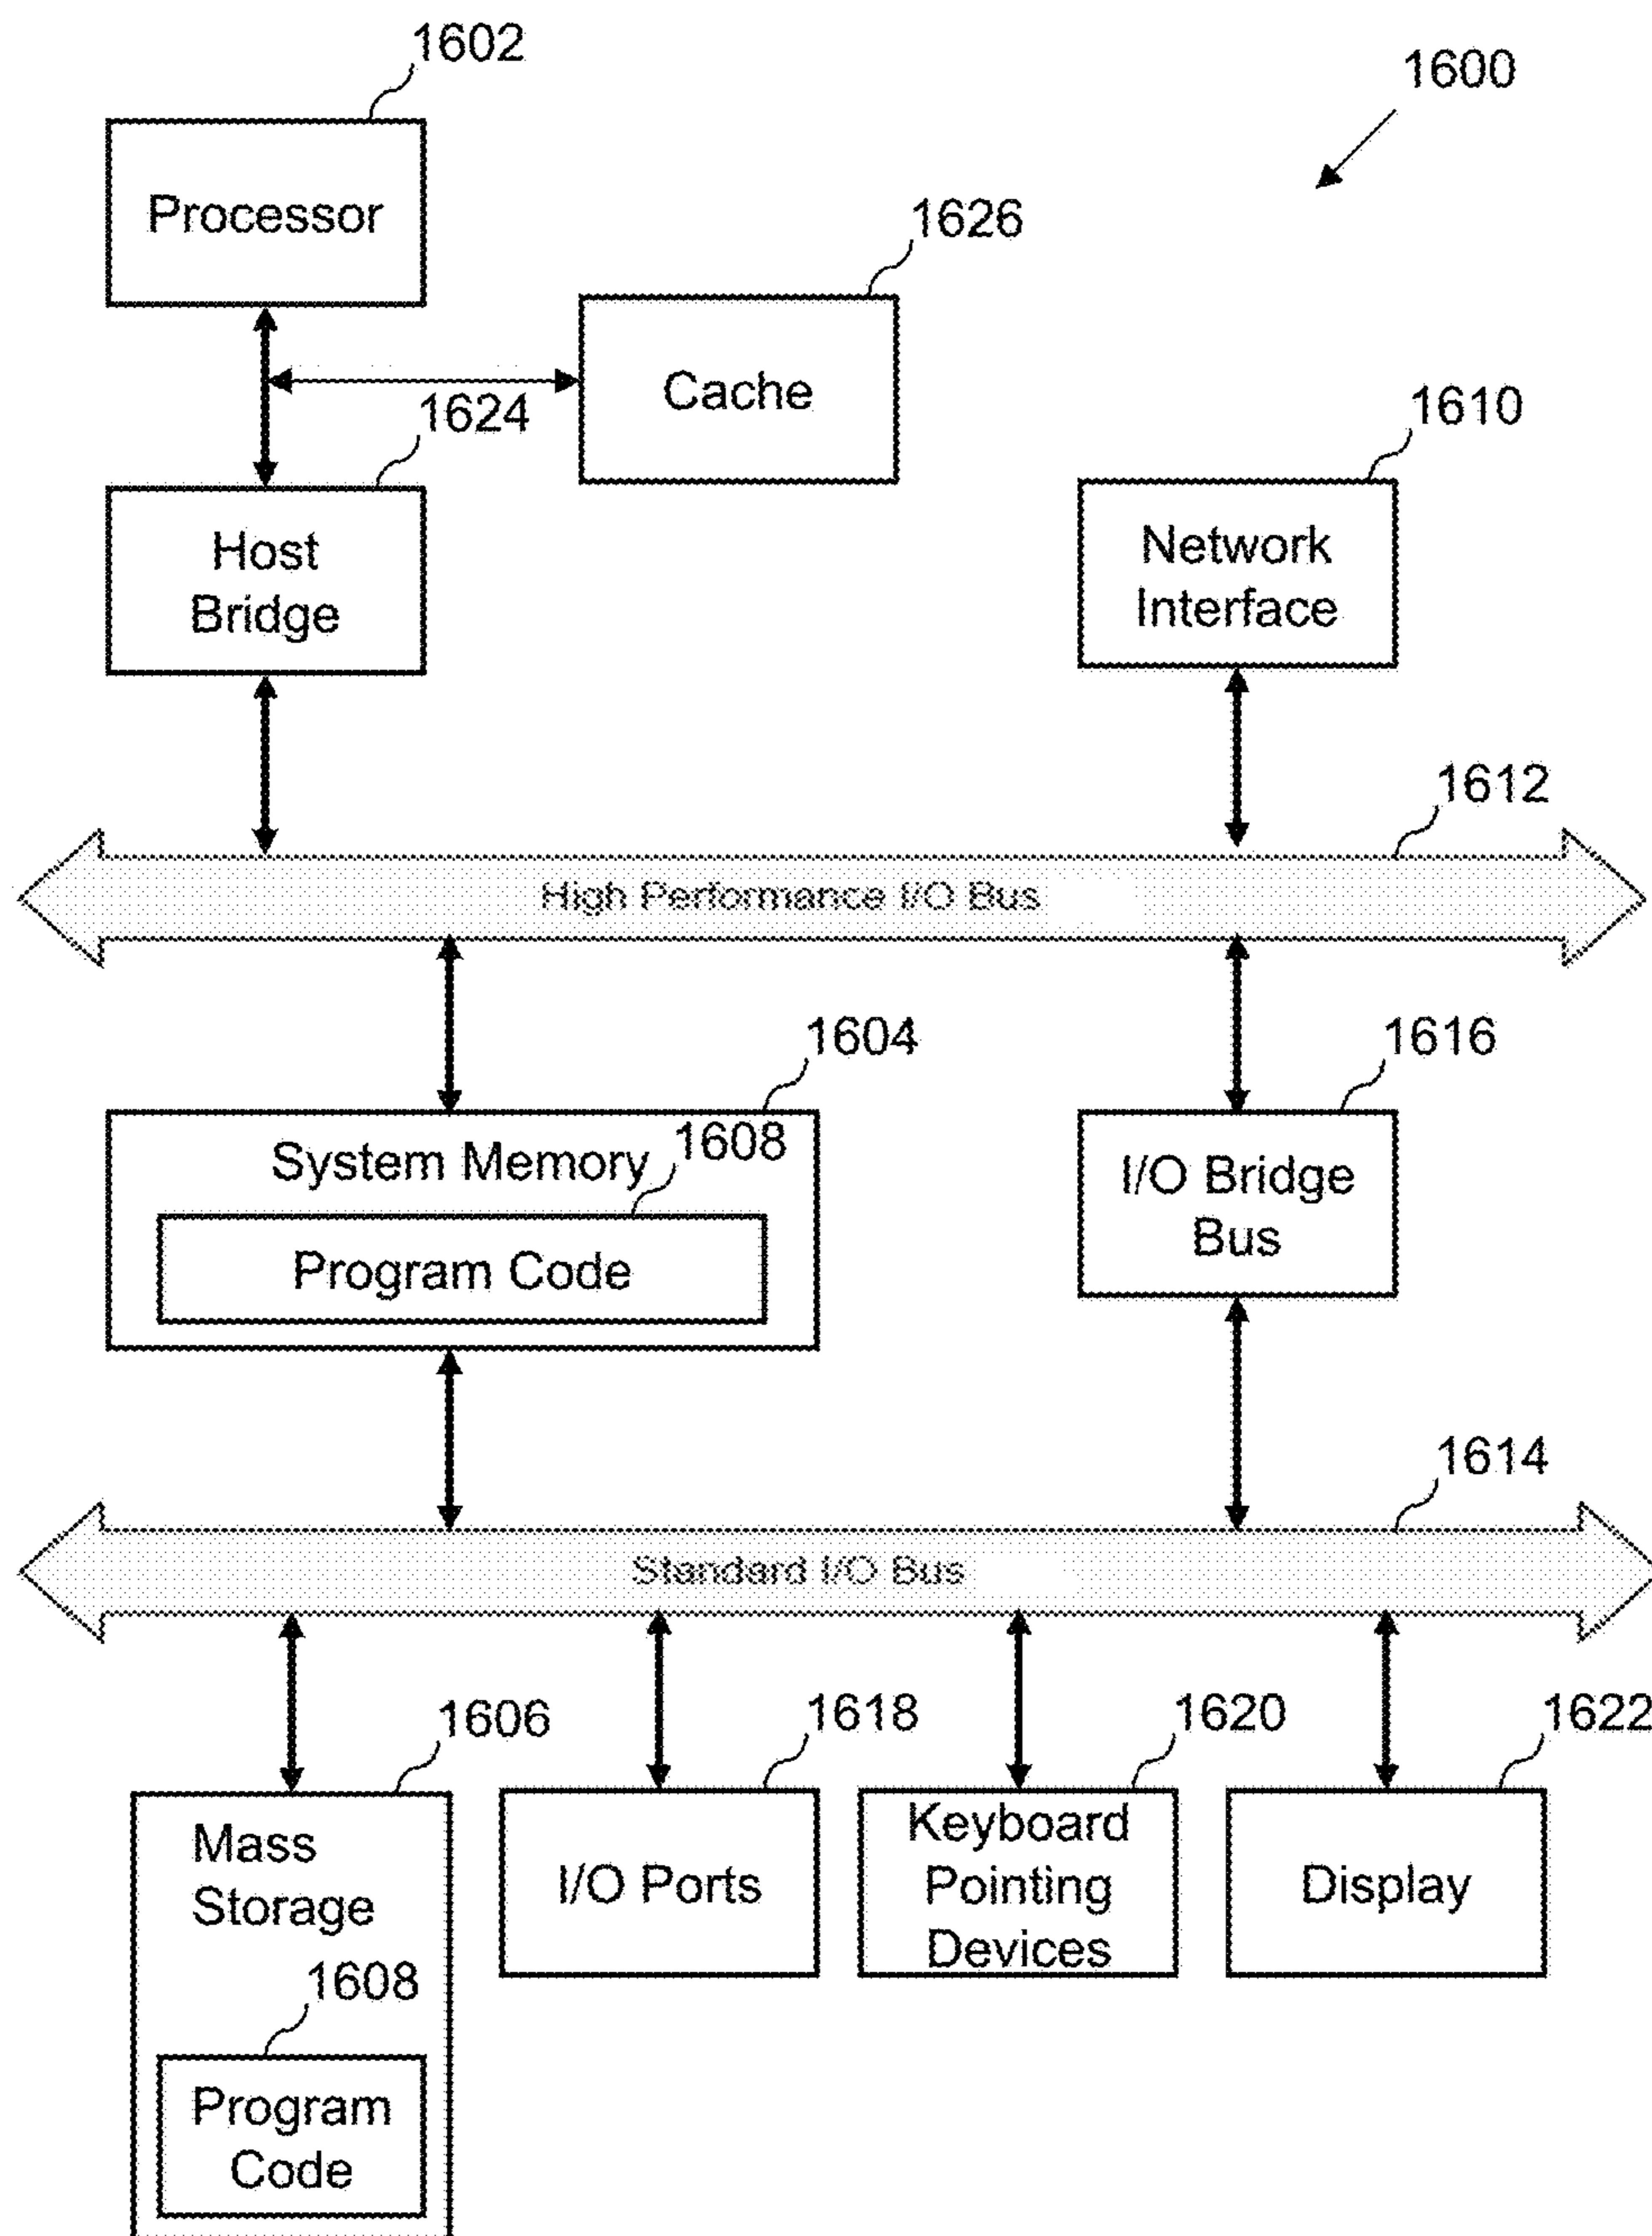 1602
1600
Processor
1626
Cache
1624
1610
Host
Bridge
Network
Interface
1612
High Performance I/O Bus
1604
1616
System Memory
1608
I/O Bridge
Bus
Program Code
1614
Standard I/O Bus
1606
1618
1620
1622
Mass
Storage
I/O Ports
Keyboard
Pointing
Devices
Display
1608
Program
Code